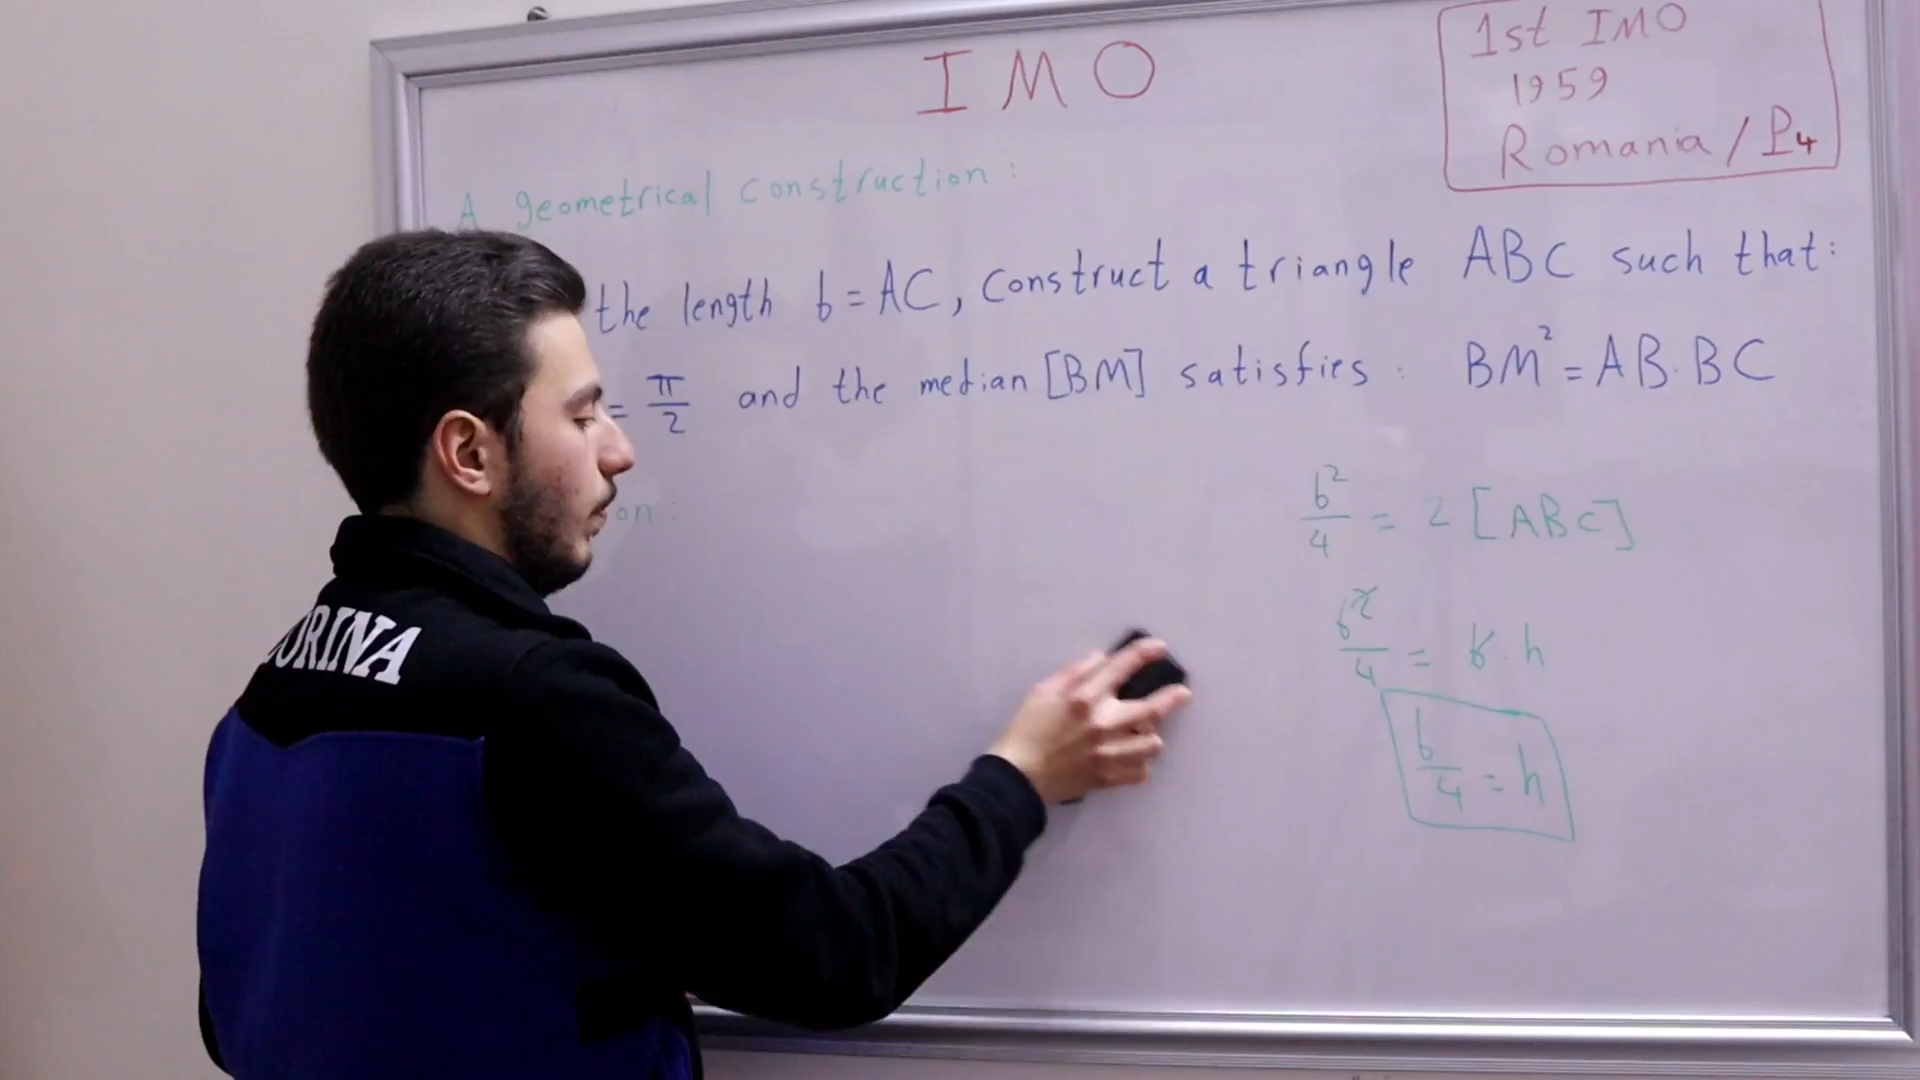 IMO
1st IMO
1959
Romania / P4
A geometrical construction:
the length b = AC, construct a triangle ABC such that:
= π/2 and the median [BM] satisfies: BM² = AB·BC
on:
b²/4 = 2 [ABC]
b²/4 = b·h
b/4 = h
ORINA